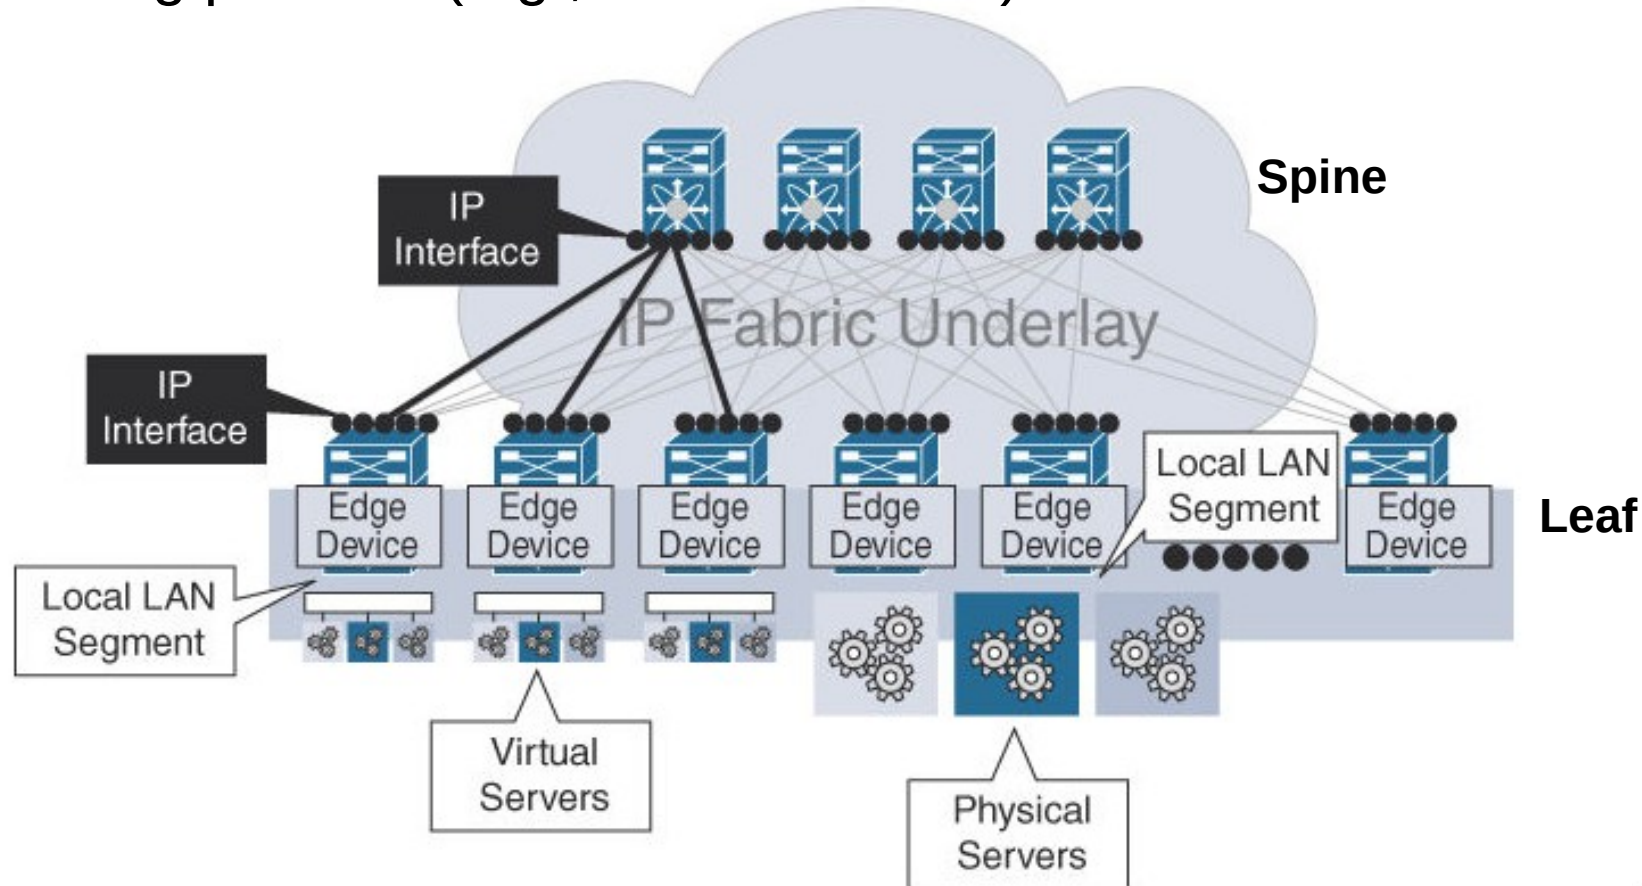 Spine
IP
Interface
IP Fabric Underlay
IP
Interface
Local LAN
Segment
Edge
Device
Edge
Device
Edge
Device
Edge
Device
Edge
Device
Edge
Device
Leaf
Local LAN
Segment
Virtual
Servers
Physical
Servers